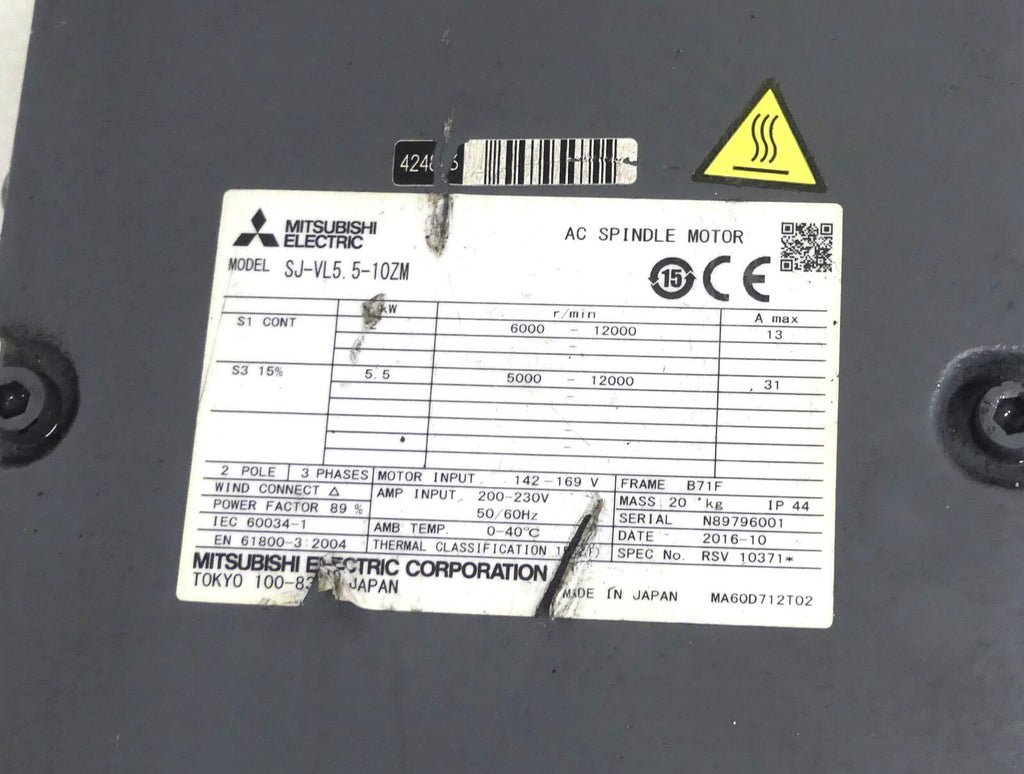 MITSUBISHI
ELECTRIC
AC SPINDLE MOTOR
MODEL SJ-VL5.5-10ZM
15 CE
kW r/min A max
S1 CONT 2 6000 – 12000 13
–
–
S3 15% 5.5 5000 – 12000 31
–
–
–
–
2 POLE 3 PHASES MOTOR INPUT 142-169 V FRAME B71F
WIND CONNECT △ AMP INPUT 200-230V MASS 20 kg IP 44
POWER FACTOR 89 % 50/60Hz SERIAL N89796001
IEC 60034-1 AMB TEMP. 0-40℃ DATE 2016-10
EN 61800-3:2004 THERMAL CLASSIFICATION SPEC No. RSV 10371*
MITSUBISHI ELECTRIC CORPORATION
TOKYO JAPAN MADE IN JAPAN MA60D712T02